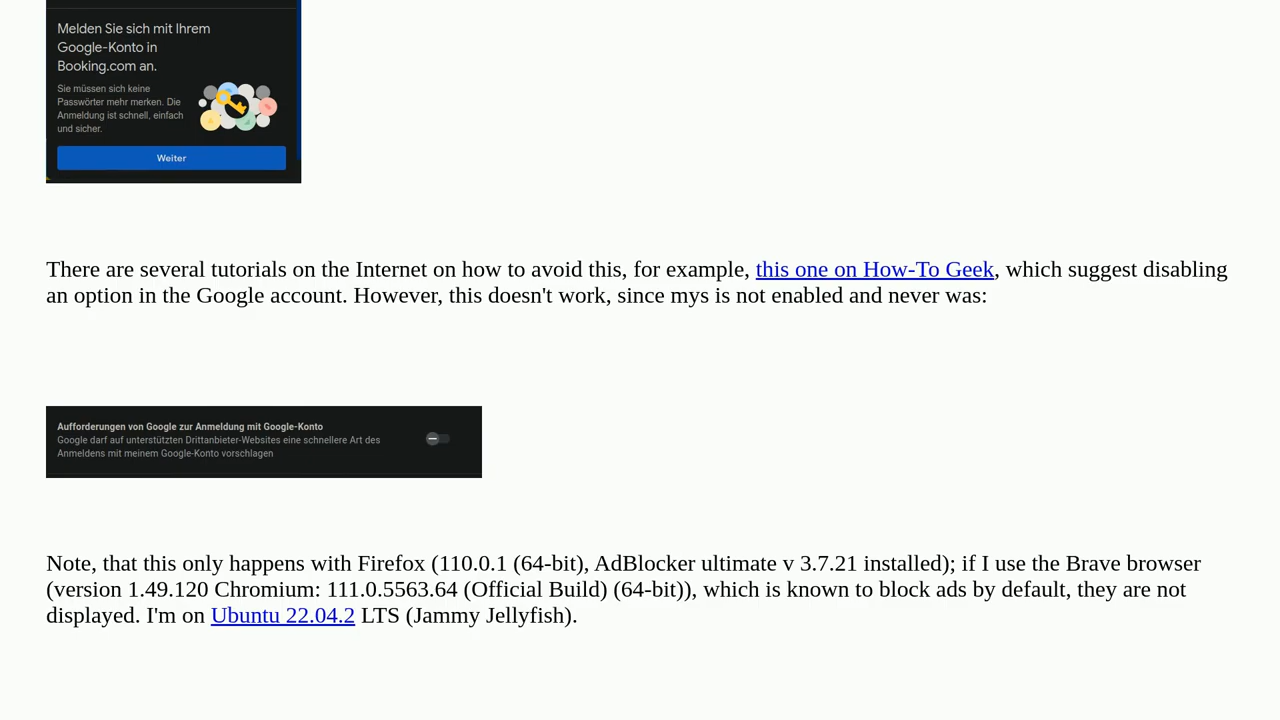 Melden Sie sich mit Ihrem
Google-Konto in
Booking.com an.
Sie müssen sich keine
Passwörter mehr merken. Die
Anmeldung ist schnell, einfach
und sicher.
Weiter
There are several tutorials on the Internet on how to avoid this, for example, this one on How-To Geek, which suggest disabling
an option in the Google account. However, this doesn't work, since mys is not enabled and never was:
Aufforderungen von Google zur Anmeldung mit Google-Konto
Google darf auf unterstützten Drittanbieter-Websites eine schnellere Art des
Anmeldens mit meinem Google-Konto vorschlagen
Note, that this only happens with Firefox (110.0.1 (64-bit), AdBlocker ultimate v 3.7.21 installed); if I use the Brave browser
(version 1.49.120 Chromium: 111.0.5563.64 (Official Build) (64-bit)), which is known to block ads by default, they are not
displayed. I'm on Ubuntu 22.04.2 LTS (Jammy Jellyfish).